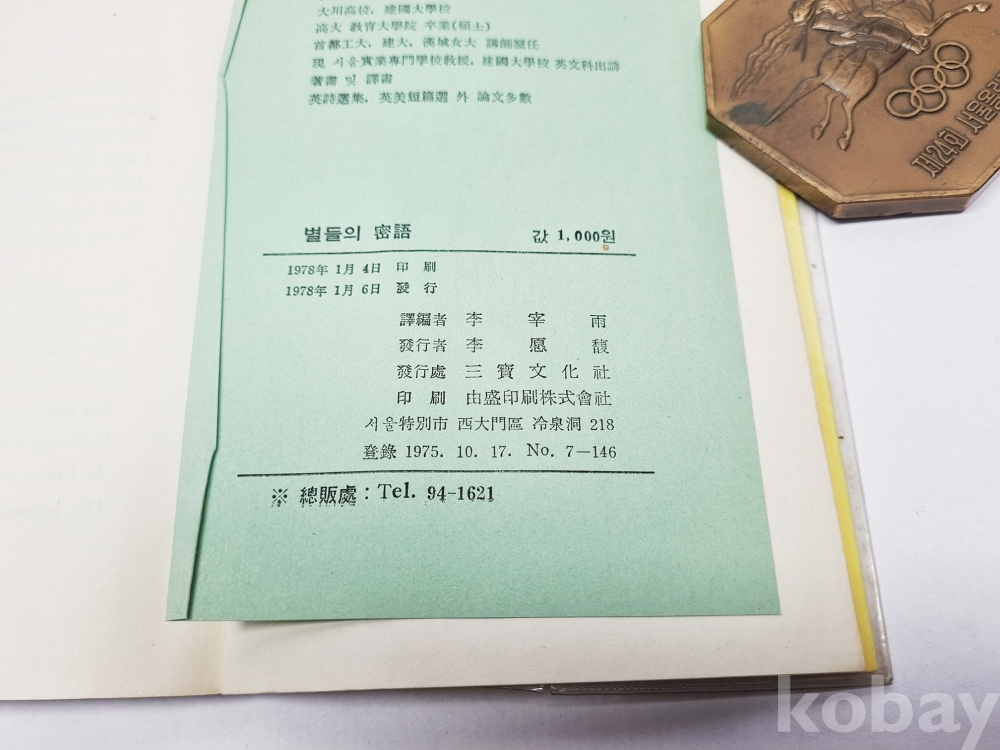 大川高校, 建國大學校
高大 敎育大學院 卒業(碩士)
首都工大, 建大, 漢城女大 講師歷任
現 서울實業專門學校敎授, 建國大學校 英文科出講
著書 및 譯書
英詩選集, 英美短篇選 外 論文多數
별들의 密語 값 1,000원
1978年 1月 4日 印 刷
1978年 1月 6日 發 行
譯編者 李 宰 雨
發行者 李 愿 馥
發行處 三 寶 文 化 社
印 刷 由盛印刷株式會社
서울特別市 西大門區 冷泉洞 218
登錄 1975. 10. 17. No. 7-146
※ 總販處 : Tel. 94-1621
제24회 서울올림
kobay